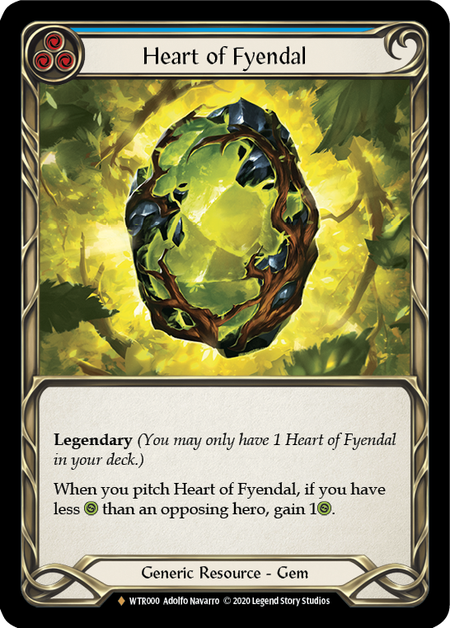 Heart of Fyendal
Legendary (You may only have 1 Heart of Fyendal
in your deck.)
When you pitch Heart of Fyendal, if you have
less than an opposing hero, gain 1.
Generic Resource - Gem
WTR000 Adolfo Navarro © 2020 Legend Story Studios